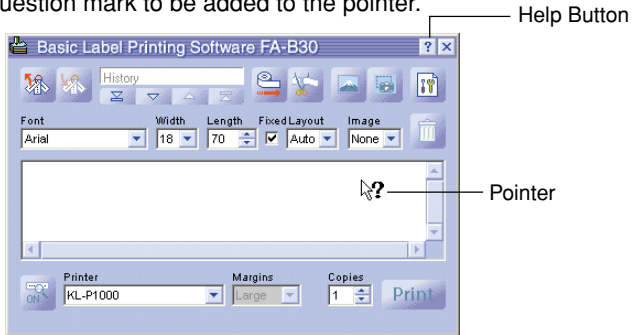 uestion mark to be added to the pointer.
Help Button
Basic Label Printing Software FA-B30
?
History
Font Width Length Fixed Layout Image
Arial 18 70 Auto None
?
Pointer
ON
Printer Margins Copies
KL-P1000 Large 1 Print